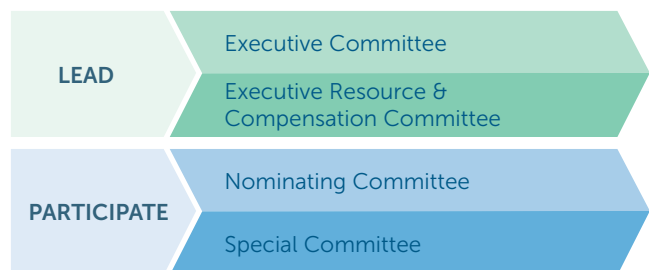 LEAD
Executive Committee
Executive Resource &
Compensation Committee
PARTICIPATE
Nominating Committee
Special Committee